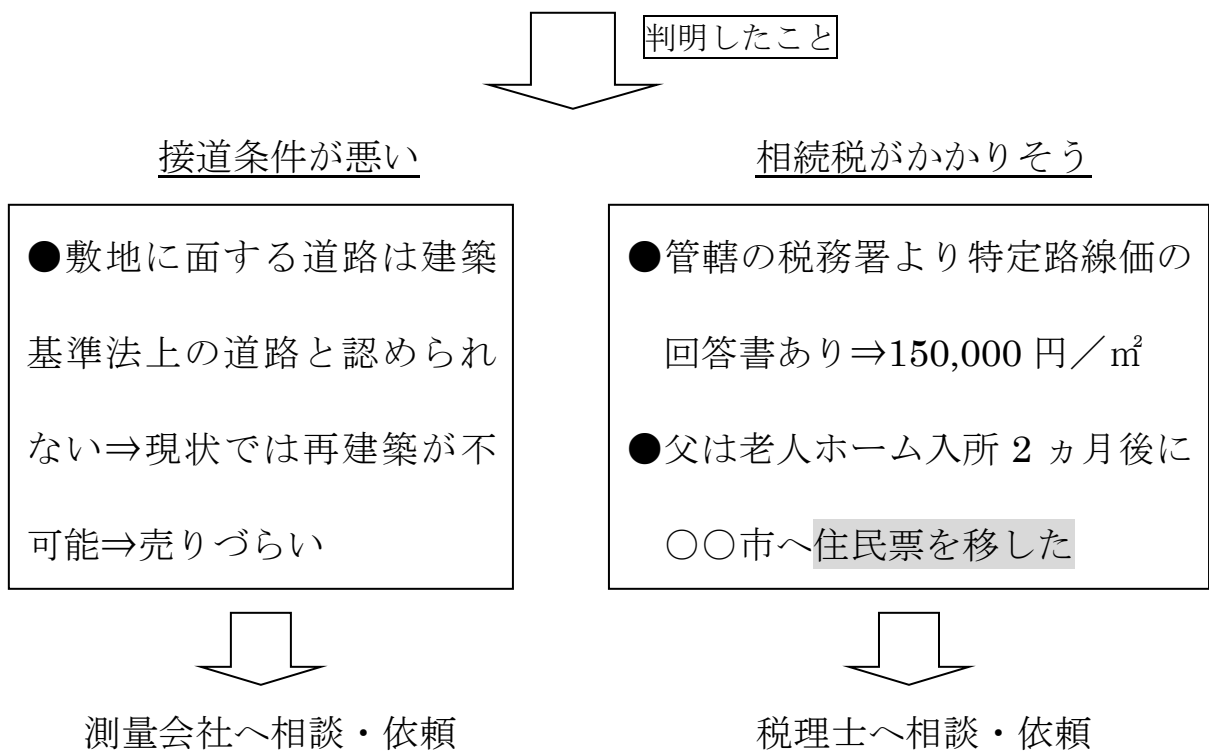 判明したこと
接道条件が悪い
●敷地に面する道路は建築
基準法上の道路と認められ
ない⇒現状では再建築が不
可能⇒売りづらい
測量会社へ相談・依頼
相続税がかかりそう
●管轄の税務署より特定路線価の
回答書あり⇒150,000 円／㎡
●父は老人ホーム入所 2 ヵ月後に
○○市へ住民票を移した
税理士へ相談・依頼